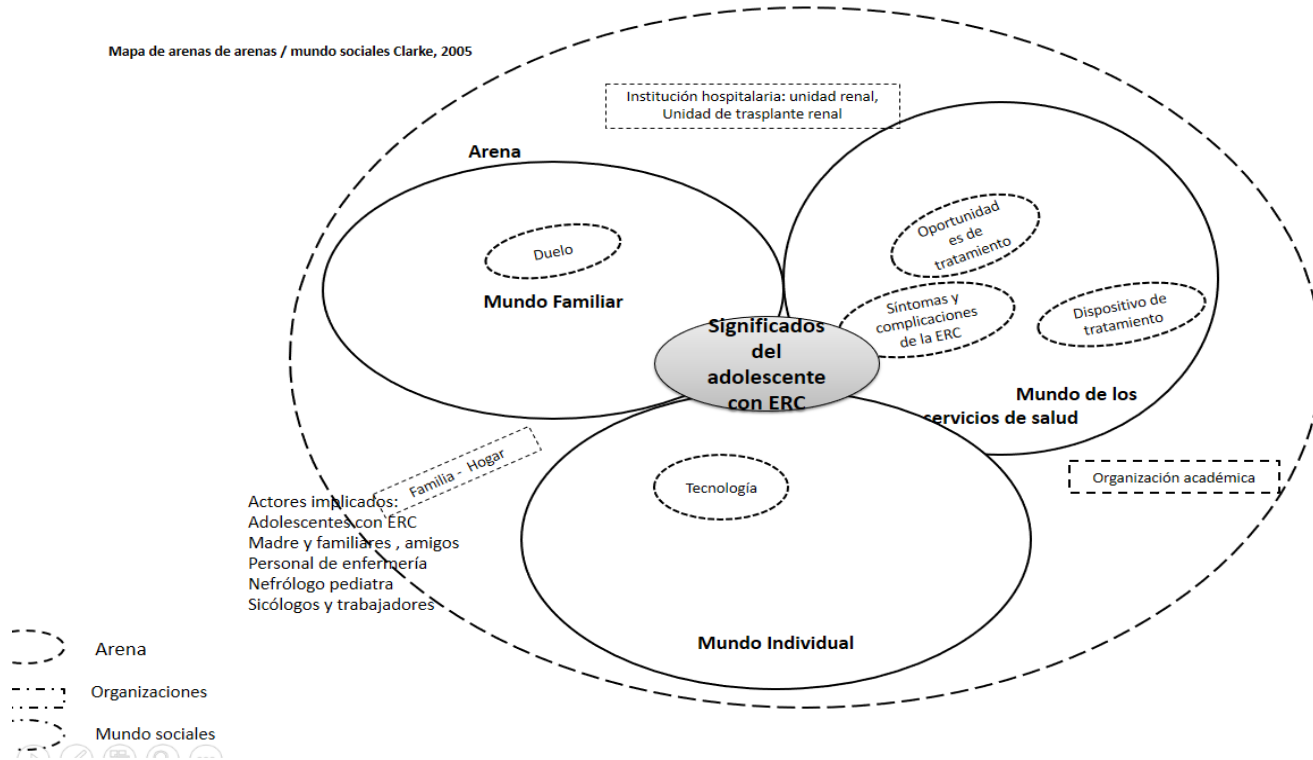 Mapa de arenas de arenas / mundo sociales Clarke, 2005
Institución hospitalaria: unidad renal,
Unidad de trasplante renal
Arena
Duelo
Mundo Familiar
Oportunidad
es de
tratamiento
Síntomas y
complicaciones
de la ERC
Dispositivo de
tratamiento
Significados
del
adolescente
con ERC
Mundo de los
servicios de salud
Familia - Hogar
Tecnología
Organización académica
Actores implicados:
Adolescentes con ERC
Madre y familiares , amigos
Personal de enfermería
Nefrólogo pediatra
Sicólogos y trabajadores
Mundo Individual
Arena
Organizaciones
Mundo sociales